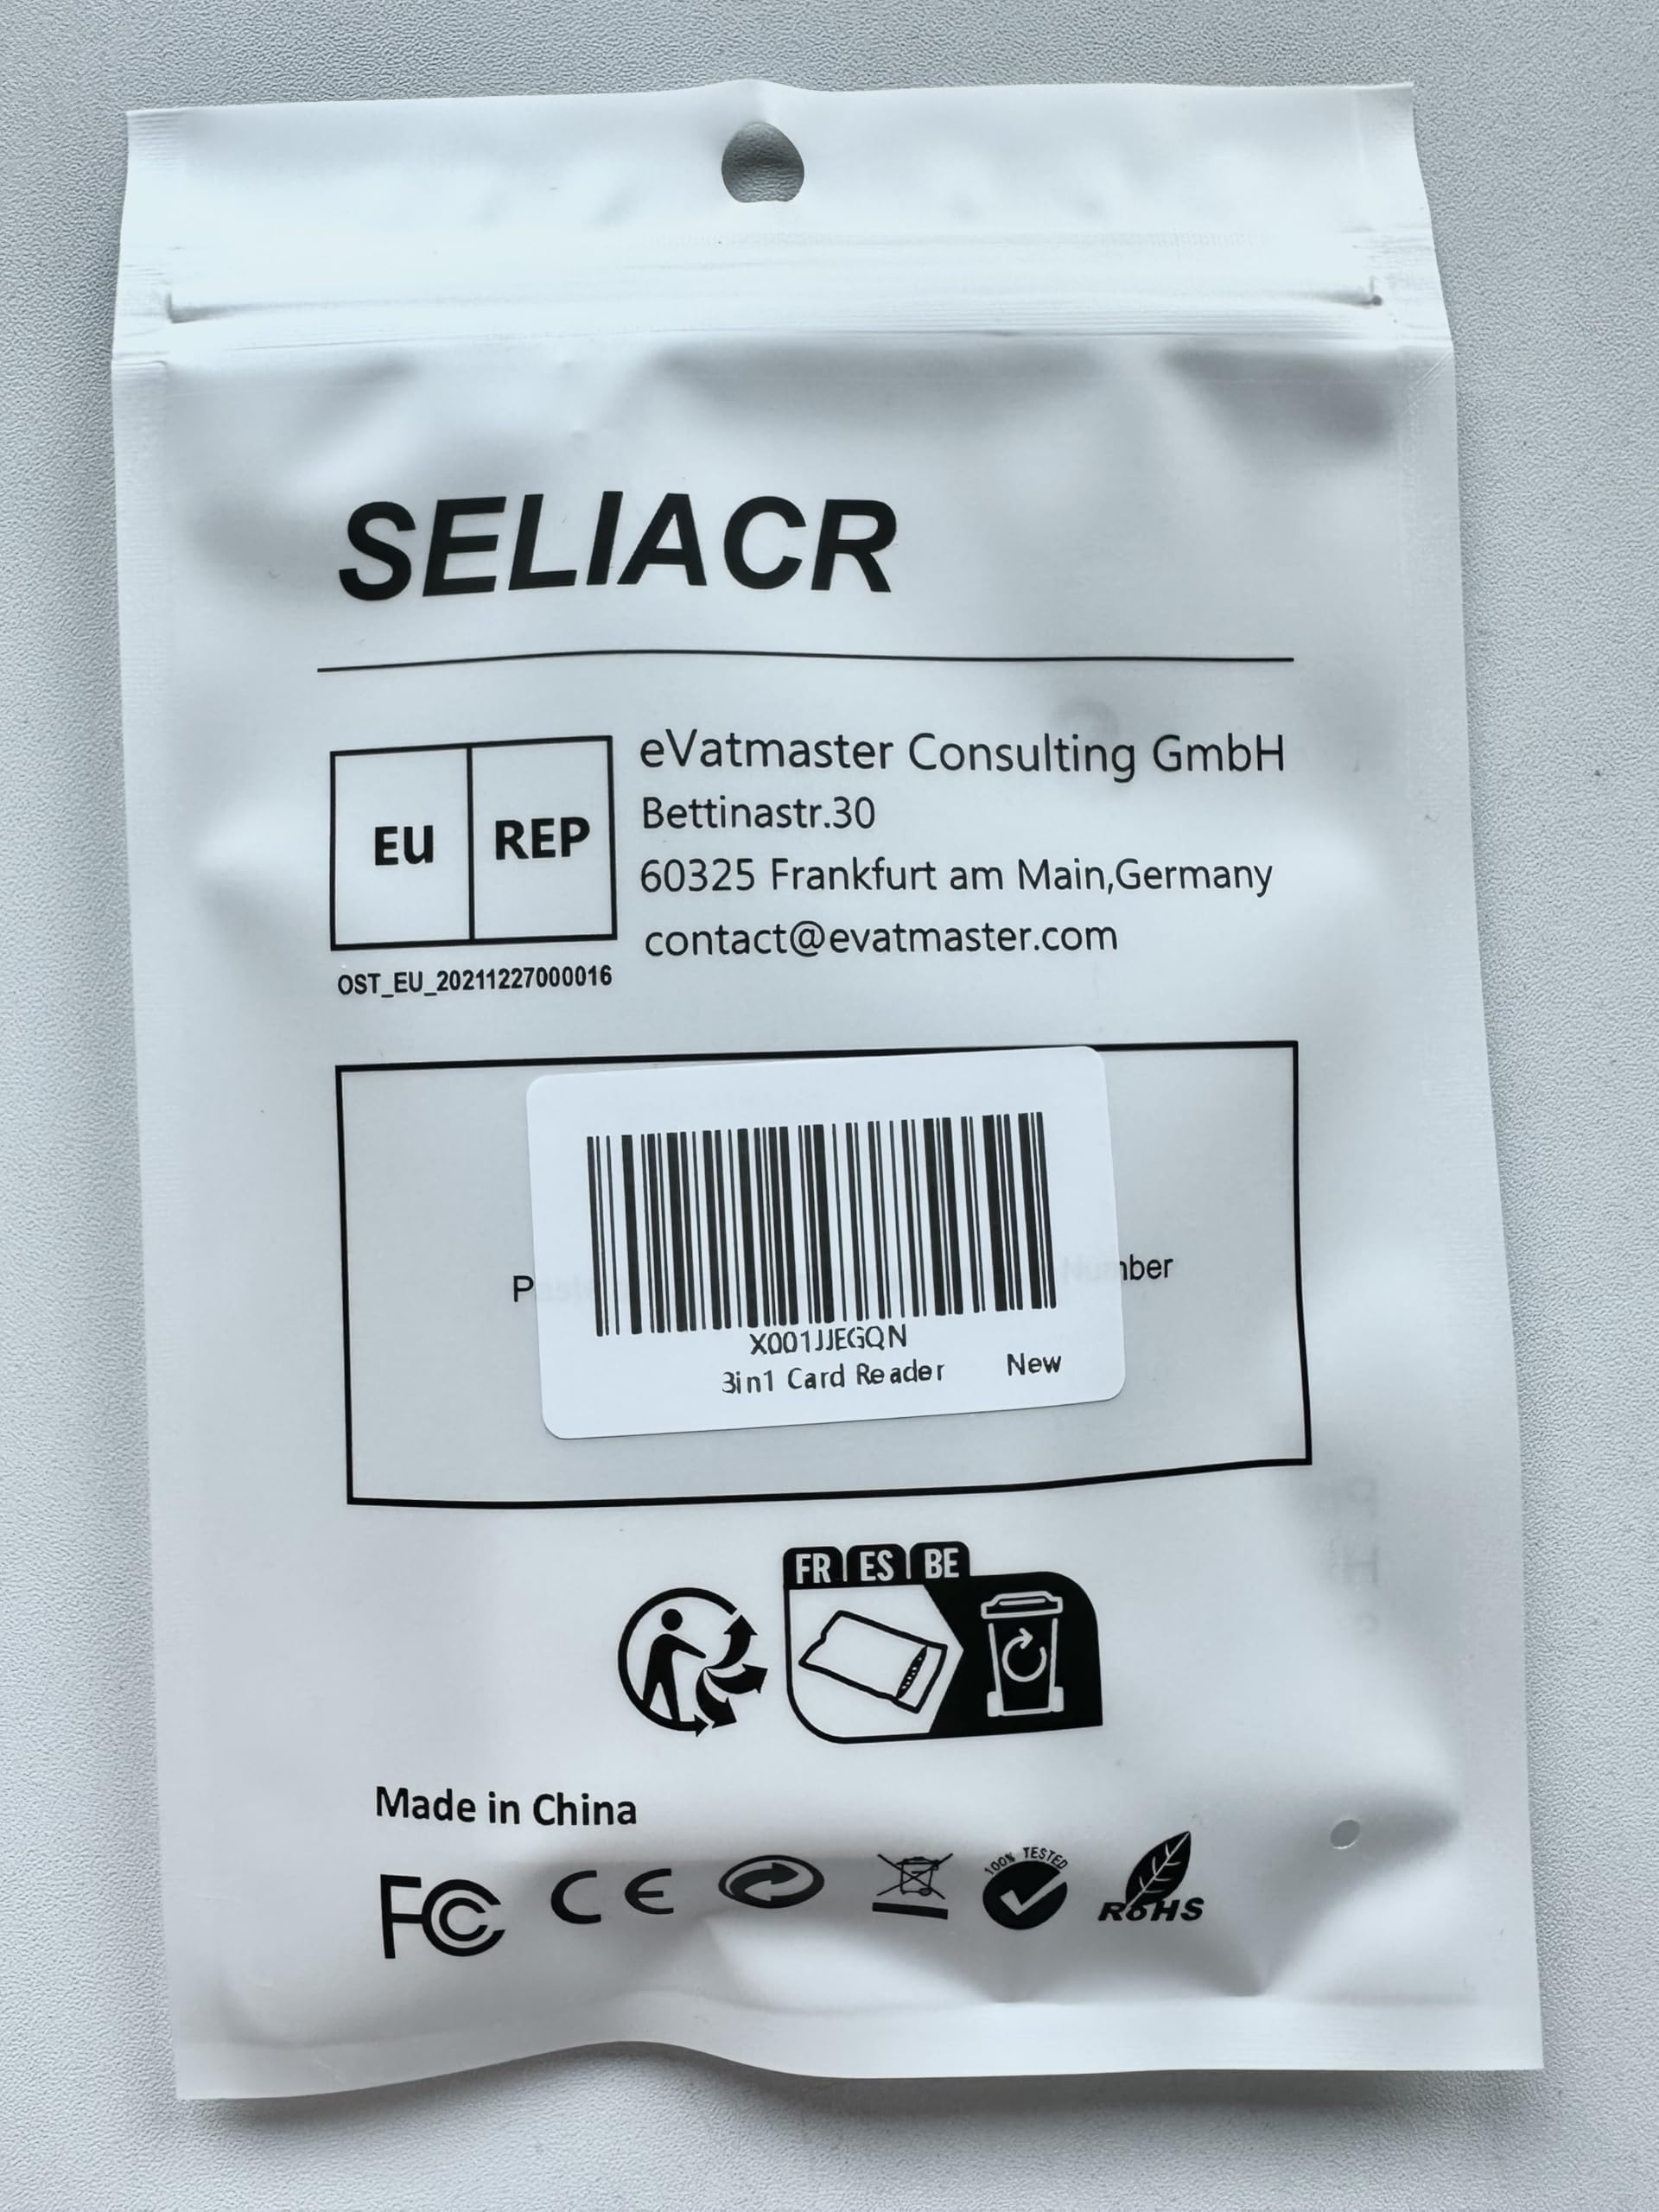 SELIACR
EU REP
eVatmaster Consulting GmbH
Bettinastr.30
60325 Frankfurt am Main,Germany
contact@evatmaster.com
OST_EU_20211227000016
X001JJEGQN
3in1 Card Reader New
FR ES BE
Made in China
FC CE 100% TESTED RoHS